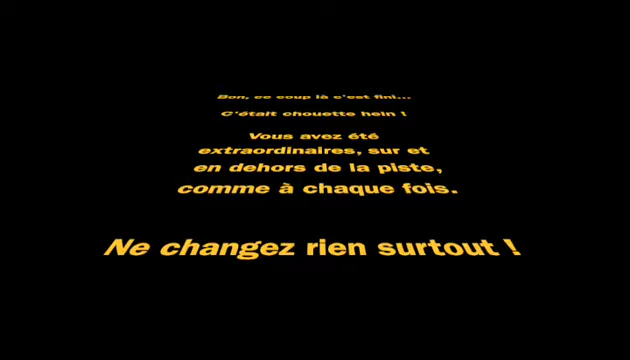 Bon, ce coup là c'est fini...
C'était chouette hein !
Vous avez été
extraordinaires, sur et
en dehors de la piste,
comme à chaque fois.
Ne changez rien surtout !